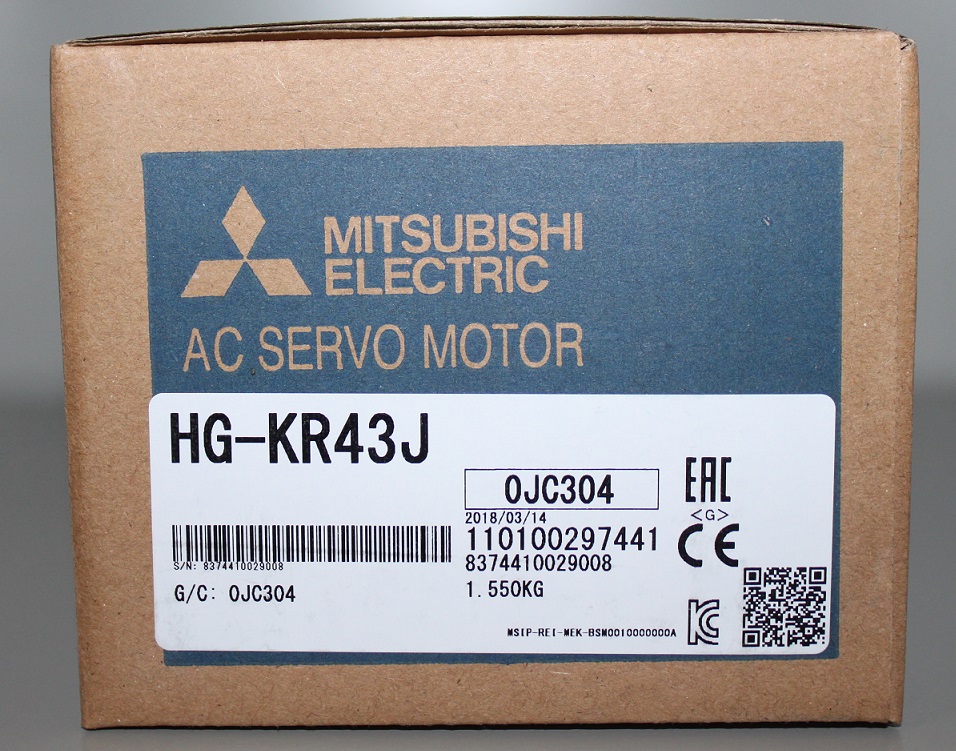 MITSUBISHI
ELECTRIC
AC SERVO MOTOR
HG-KR43J
0JC304
EAC
2018/03/14
<G>
110100297441
CE
S/N: 8374410029008
8374410029008
G/C: 0JC304
1.550KG
MSIP-REI-MEK-BSM0010000000A
KC